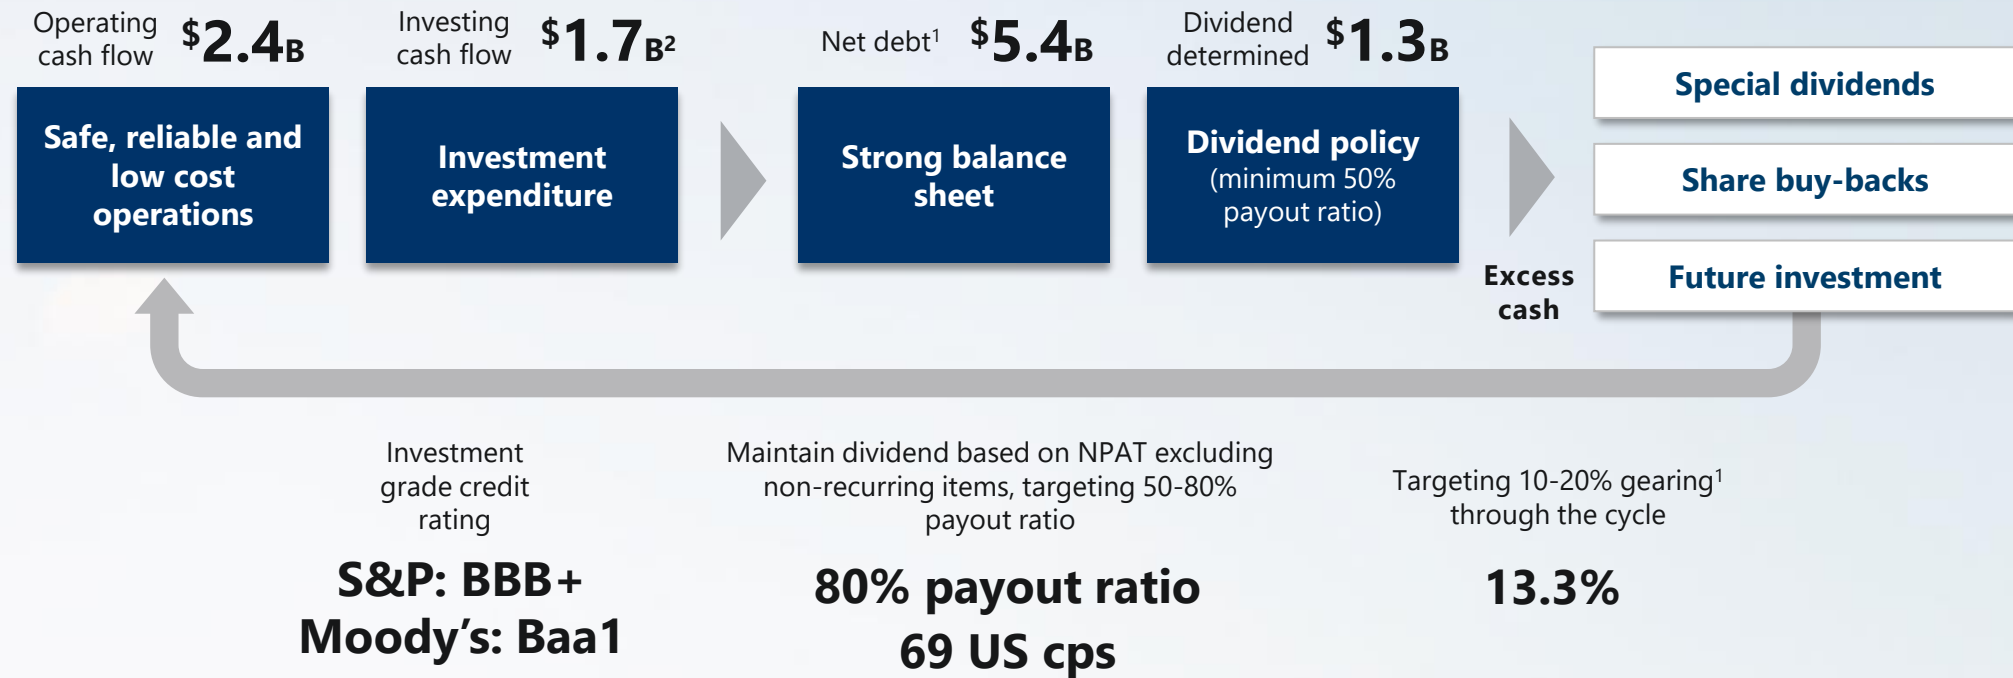 Operating
cash flow
$2.4B
Investing
cash flow
$1.7B²
Net debt¹
$5.4B
Dividend
determined
$1.3B
Safe, reliable and
low cost
operations
Investment
expenditure
Strong balance
sheet
Dividend policy
(minimum 50%
payout ratio)
Excess
cash
Special dividends
Share buy-backs
Future investment
Investment
grade credit
rating
S&P: BBB+
Moody’s: Baa1
Maintain dividend based on NPAT excluding
non-recurring items, targeting 50-80%
payout ratio
80% payout ratio
69 US cps
Targeting 10-20% gearing¹
through the cycle
13.3%